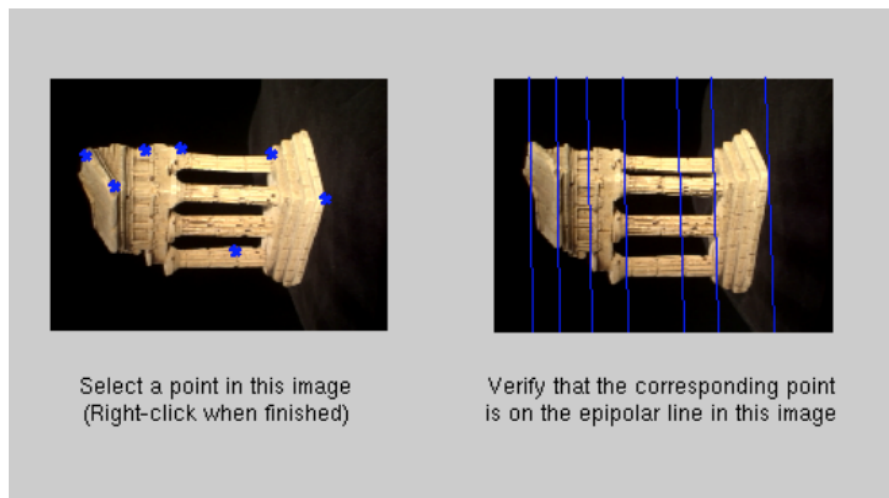 Select a point in this image
(Right-click when finished)
Verify that the corresponding point
is on the epipolar line in this image